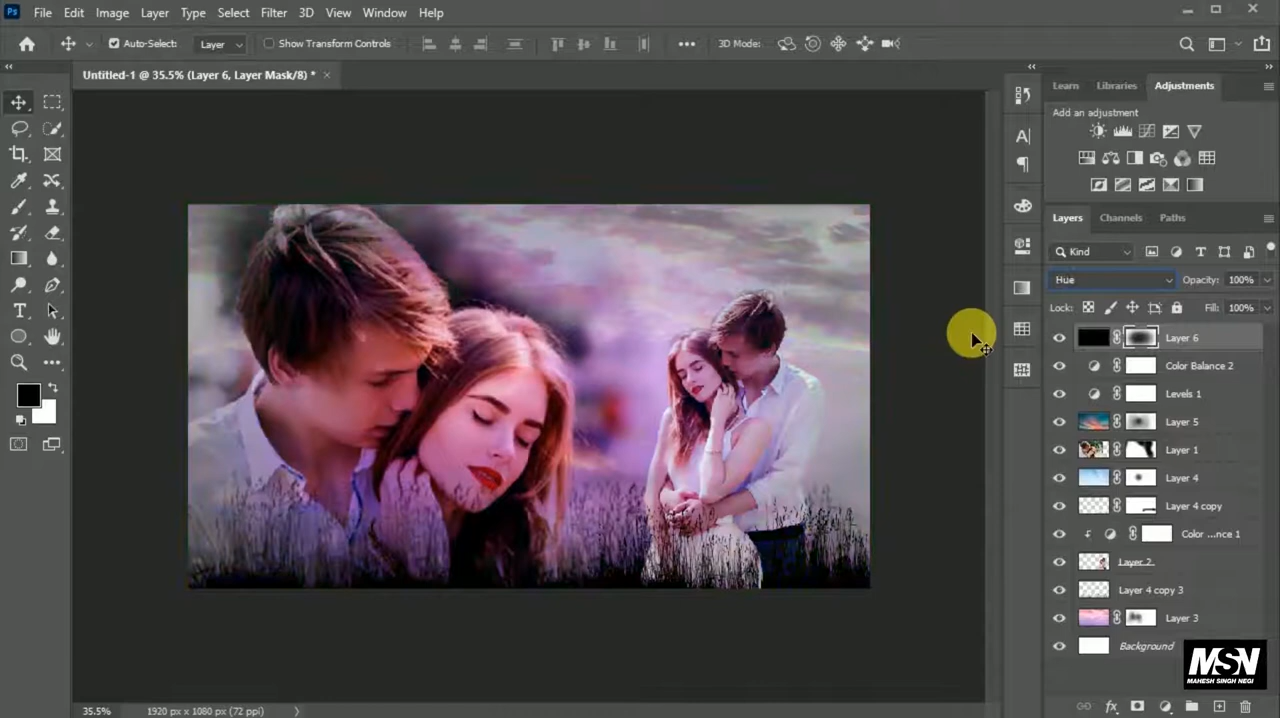 Ps File Edit Image Layer Type Select Filter 3D View Window Help
Auto-Select: Layer Show Transform Controls 3D Mode:
Untitled-1 @ 35.5% (Layer 6, Layer Mask/8) * ×
Learn Libraries Adjustments
Add an adjustment
Layers Channels Paths
Kind
Hue Opacity: 100%
Lock: Fill: 100%
Layer 6
Color Balance 2
Levels 1
Layer 5
Layer 1
Layer 4
Layer 4 copy
Color ...nce 1
Layer 2
Layer 4 copy 3
Layer 3
Background
MSN
MAHESH SINGH NEGI
35.5% 1920 px x 1080 px (72 ppi)